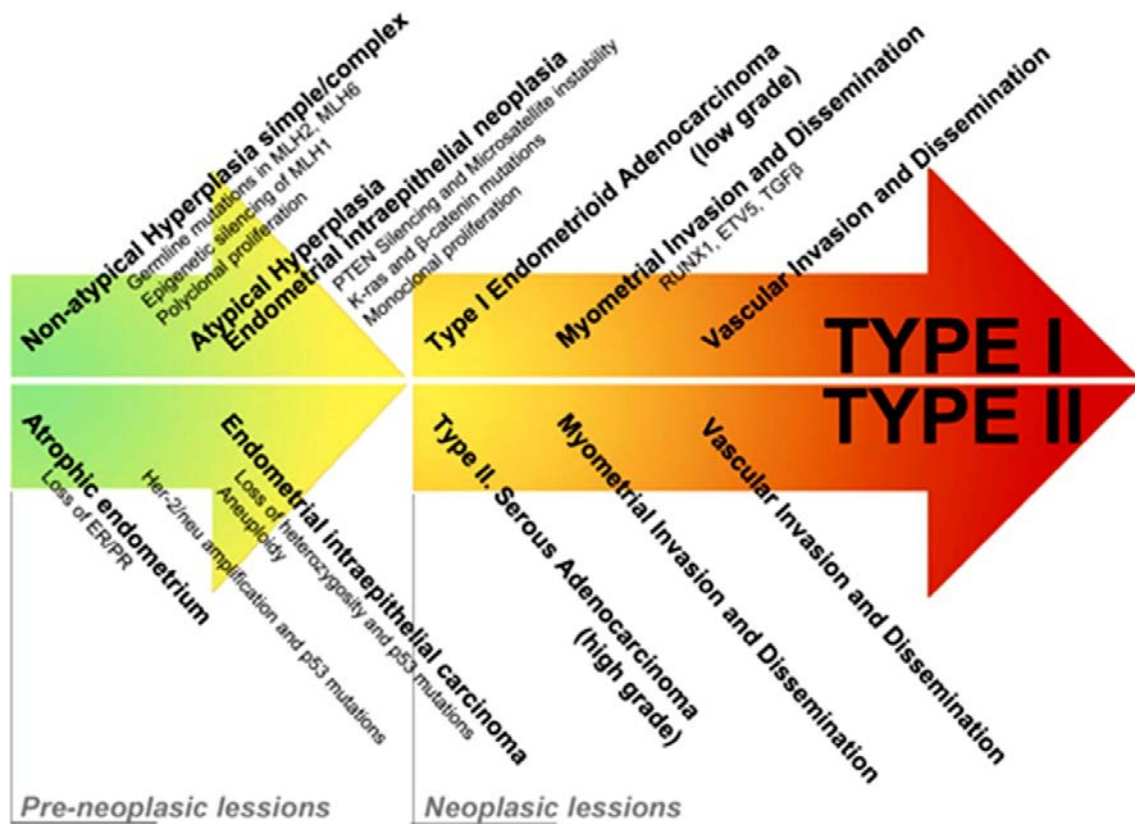 Non-atypical Hyperplasia simple/complex
Germline mutations in MLH2, MLH6
Epigenetic silencing of MLH1
Polyclonal proliferation
Atypical Hyperplasia
Endometrial intraepithelial neoplasia
PTEN Silencing and Microsatellite instability
K-ras and β-catenin mutations
Monoclonal proliferation
Type I Endometrioid Adenocarcinoma
(low grade)
Myometrial Invasion and Dissemination
RUNX1, ETV5, TGFβ
Vascular Invasion and Dissemination
TYPE I
TYPE II
Atrophic endometrium
Loss of ER/PR
Her-2/neu amplification and p53 mutations
Endometrial intraepithelial carcinoma
Loss of heterozygosity and p53 mutations
Aneuploidy
Type II. Serous Adenocarcinoma
(high grade)
Myometrial Invasion and Dissemination
Vascular Invasion and Dissemination
Pre-neoplasic lessions
Neoplasic lessions